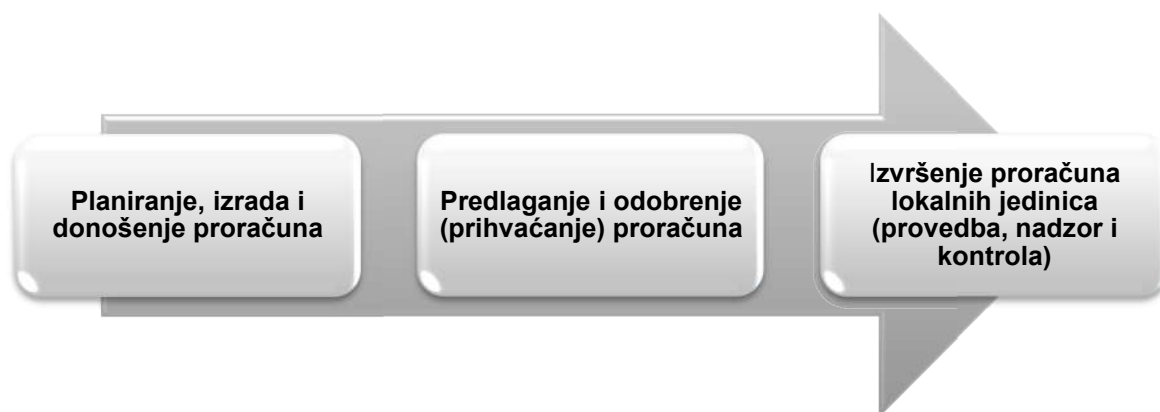 Planiranje, izrada i
donošenje proračuna
Predlaganje i odobrenje
(prihvaćanje) proračuna
Izvršenje proračuna
lokalnih jedinica
(provedba, nadzor i
kontrola)